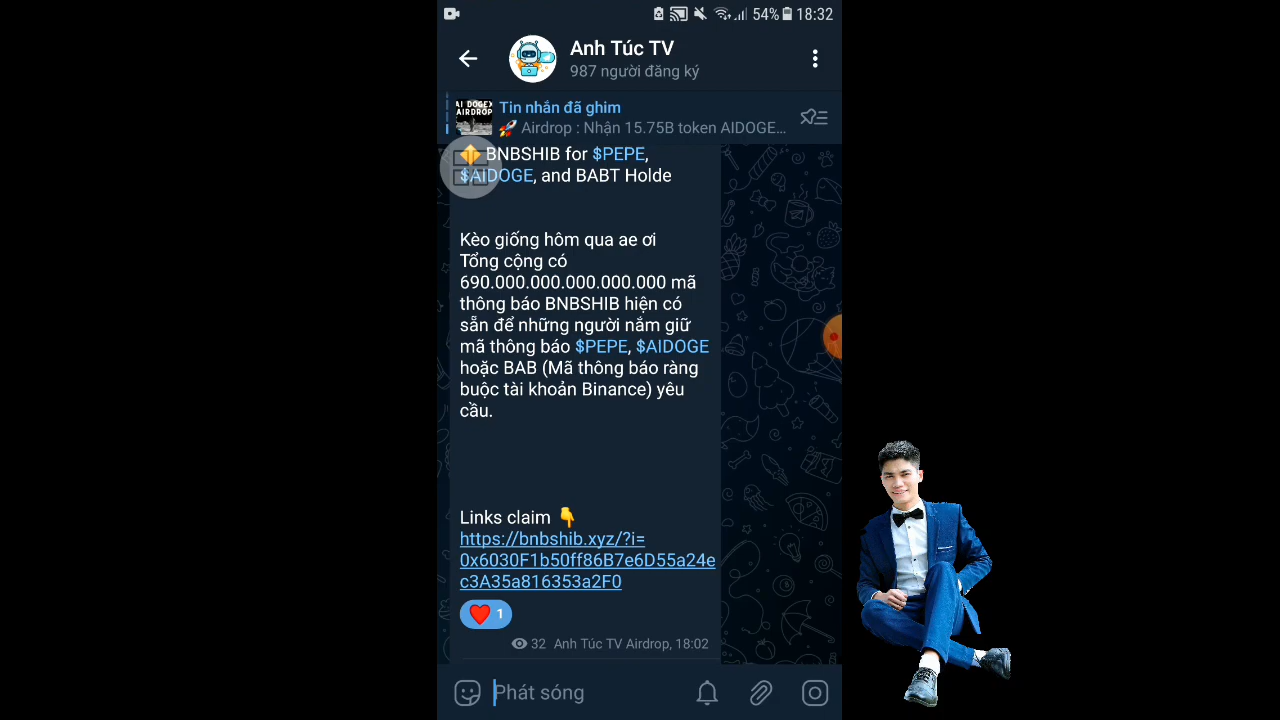 54% 18:32
Anh Túc TV
987 người đăng ký
AI DOGE
AIRDROP
Tin nhắn đã ghim
🚀 Airdrop : Nhận 15.75B token AIDOGE…
BNBSHIB for $PEPE,
$AIDOGE, and BABT Holde
Kèo giống hôm qua ae ơi
Tổng cộng có
690.000.000.000.000.000 mã
thông báo BNBSHIB hiện có
sẵn để những người nắm giữ
mã thông báo $PEPE, $AIDOGE
hoặc BAB (Mã thông báo ràng
buộc tài khoản Binance) yêu
cầu.
Links claim 👇
https://bnbshib.xyz/?i=
0x6030F1b50ff86B7e6D55a24e
c3A35a816353a2F0
❤️ 1
32 Anh Túc TV Airdrop, 18:02
Phát sóng